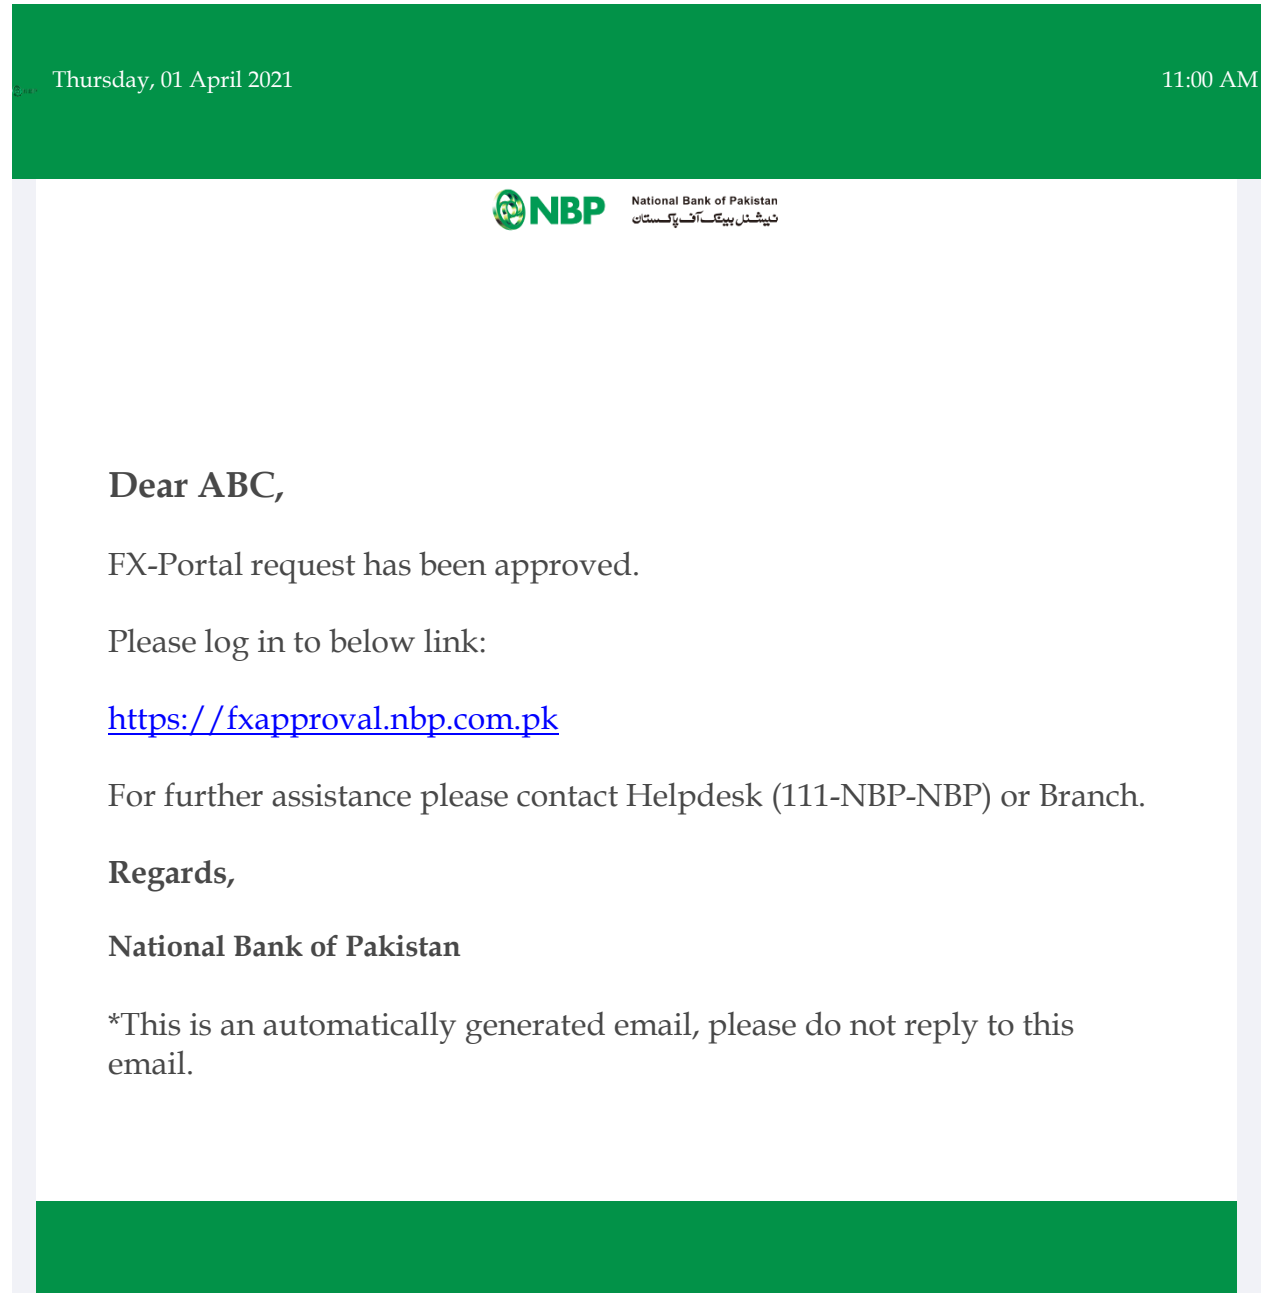 Thursday, 01 April 2021
11:00 AM
NBP
National Bank of Pakistan
نیشنل بینک آف پاکستان
Dear ABC,
FX-Portal request has been approved.
Please log in to below link:
https://fxapproval.nbp.com.pk
For further assistance please contact Helpdesk (111-NBP-NBP) or Branch.
Regards,
National Bank of Pakistan
*This is an automatically generated email, please do not reply to this
email.